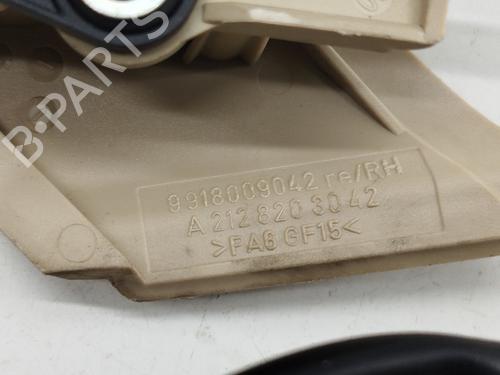 B-PARTS
9918009042 re/RH
A 212 820 30 42
>PA6 GF15<